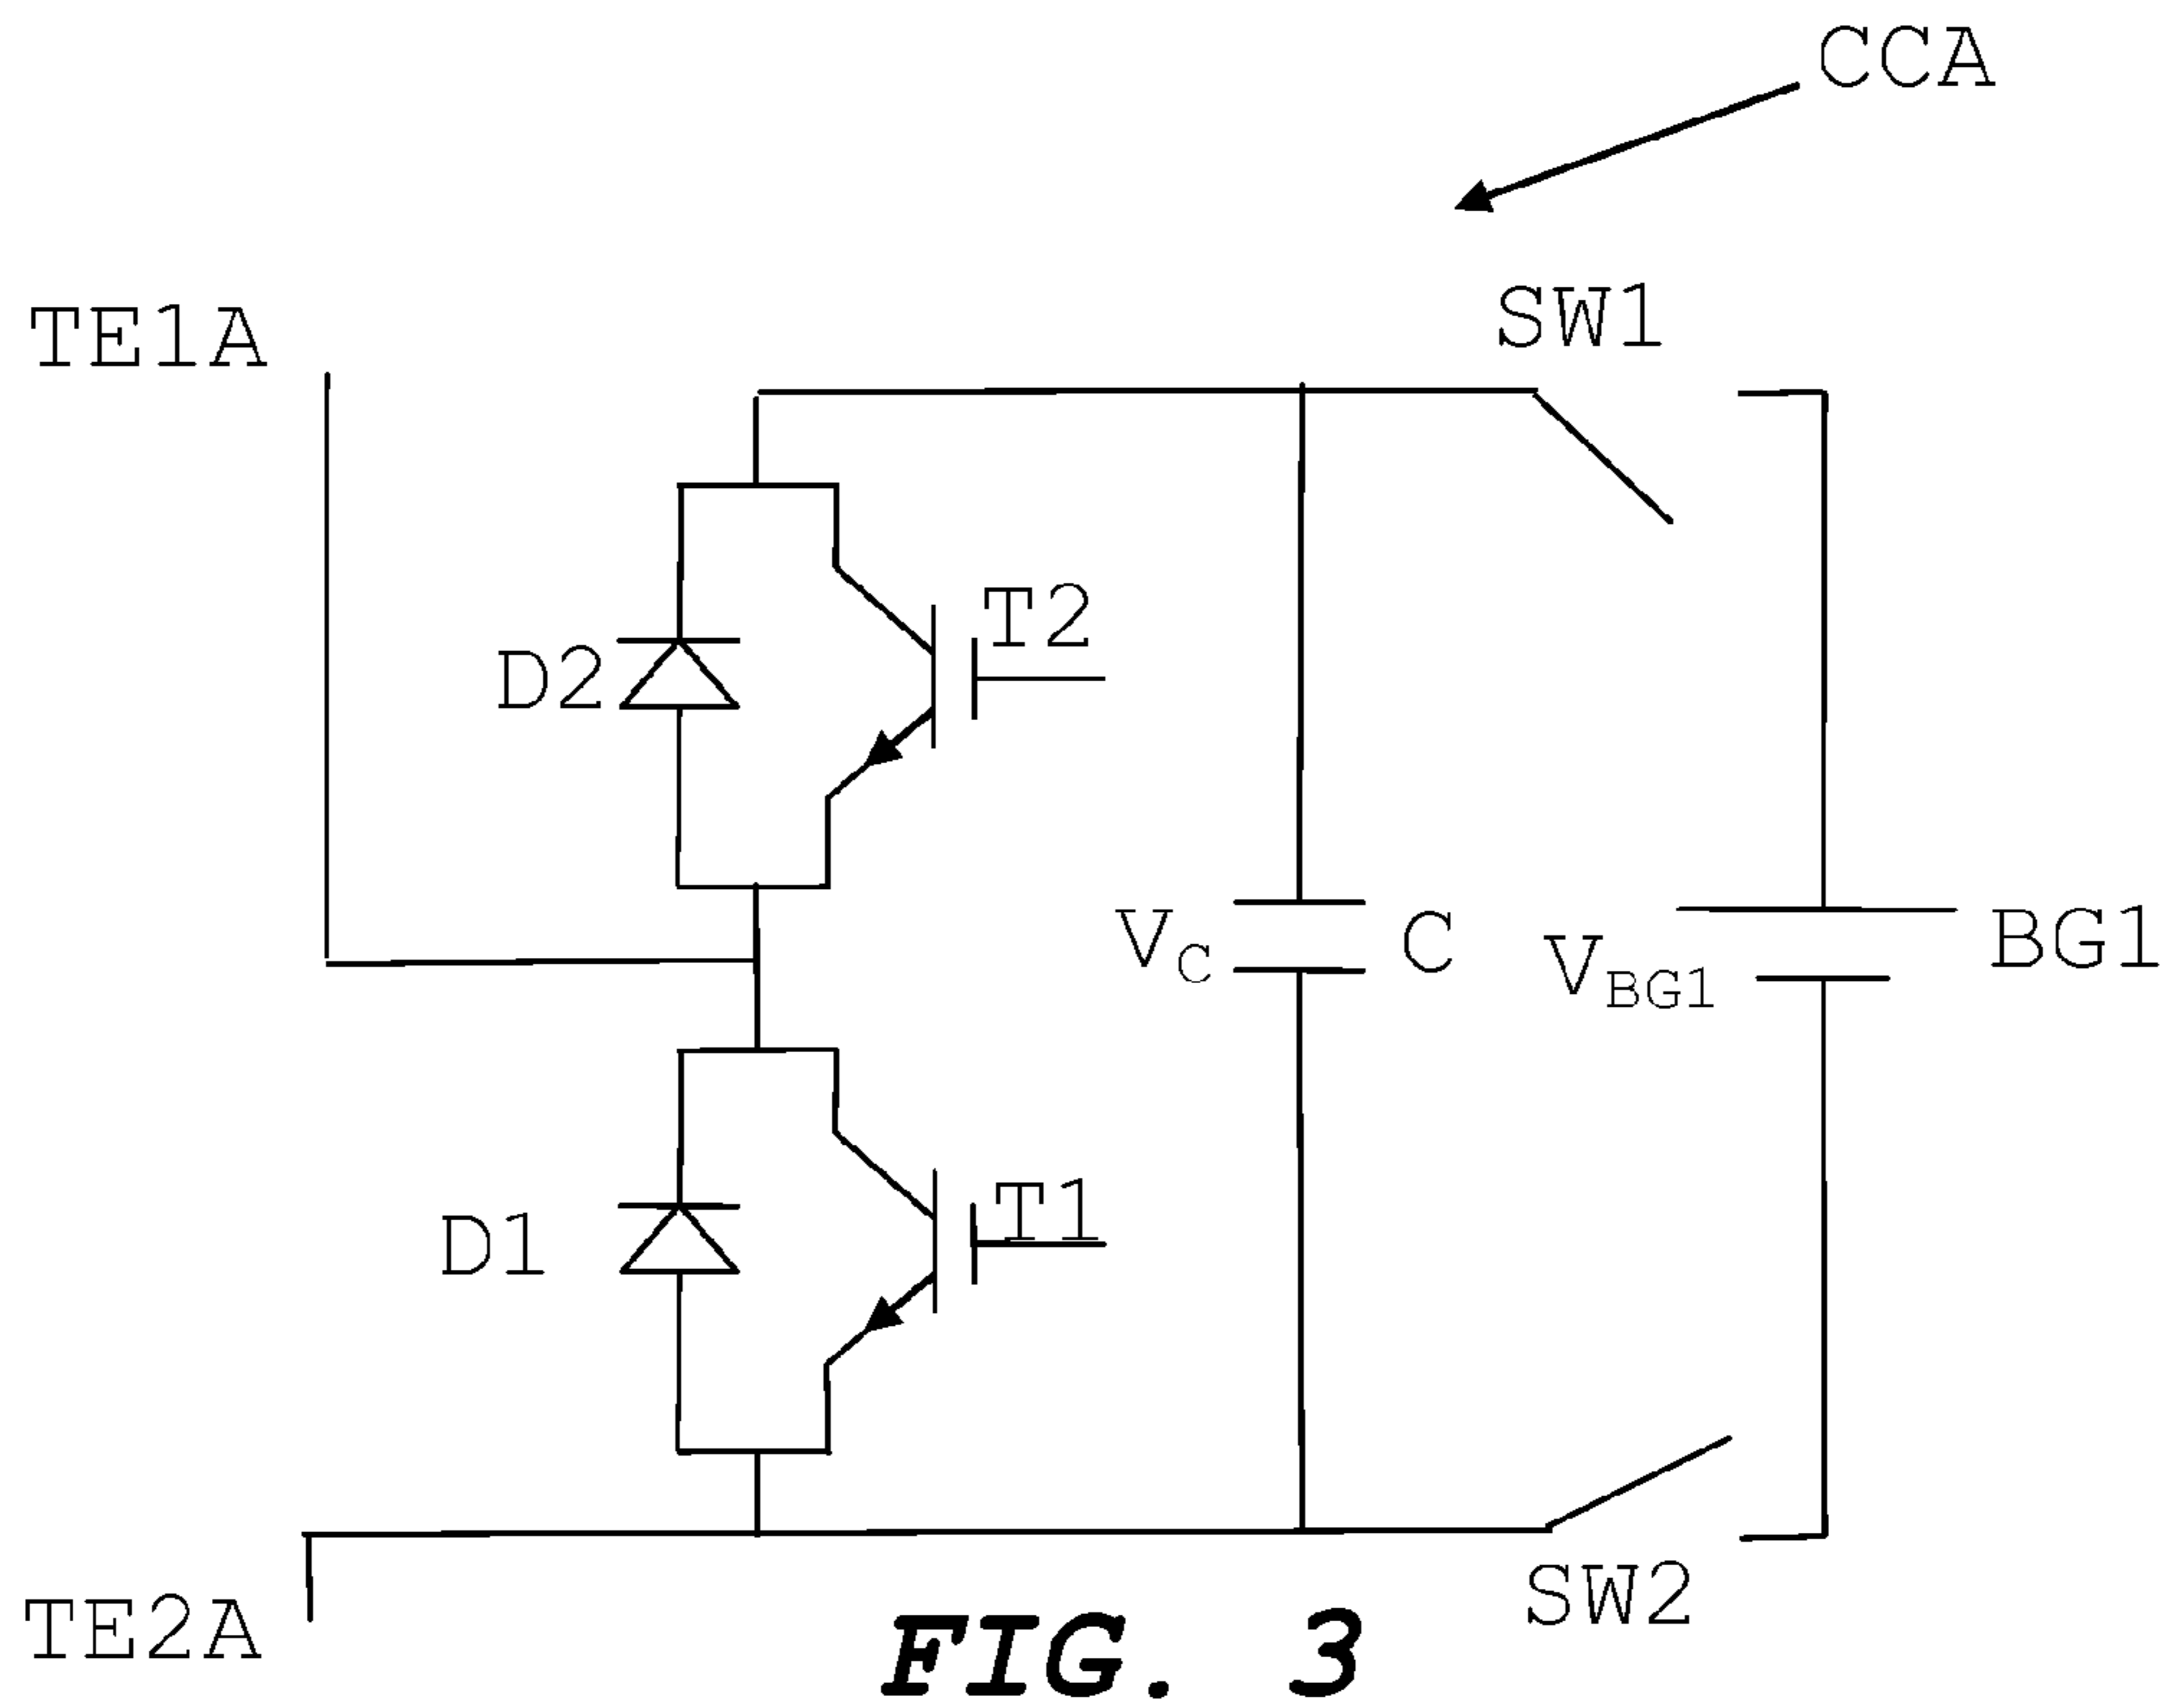 CCA
SW1
TE1A
T2
D2
VC
C
VBG1
BG1
T1
D1
SW2
TE2A
FIG. 3